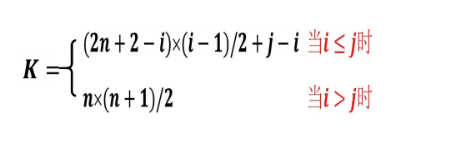 K = { (2n + 2 − i)×(i − 1)/2 + j − i 当i ≤ j时
n×(n + 1)/2 当i > j时